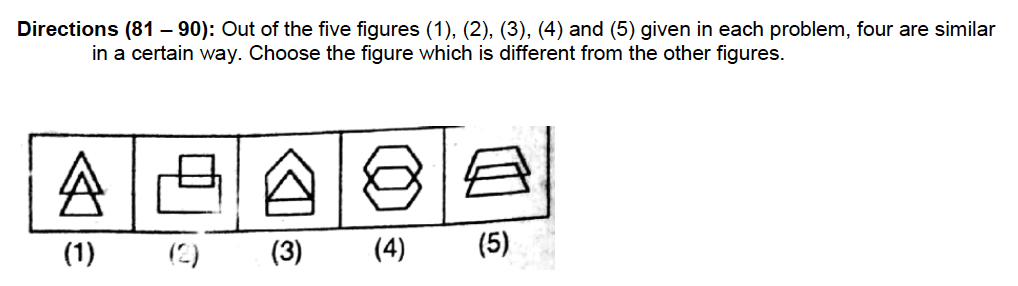 Directions (81 – 90): Out of the five figures (1), (2), (3), (4) and (5) given in each problem, four are similar
in a certain way. Choose the figure which is different from the other figures.
(1) (2) (3) (4) (5)